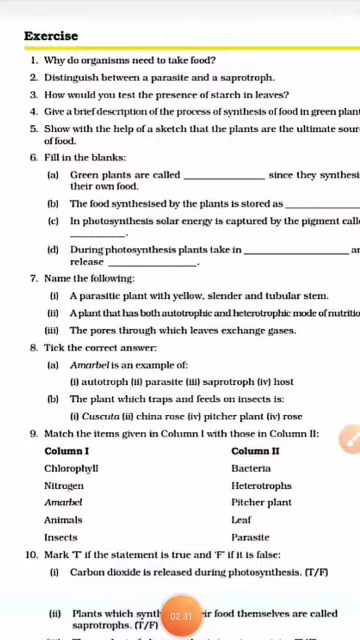 Exercise
1. Why do organisms need to take food?
2. Distinguish between a parasite and a saprotroph.
3. How would you test the presence of starch in leaves?
4. Give a brief description of the process of synthesis of food in green plant
5. Show with the help of a sketch that the plants are the ultimate sour
of food.
6. Fill in the blanks:
(a) Green plants are called ______________ since they synthesi
their own food.
(b) The food synthesised by the plants is stored as ______________
(c) In photosynthesis solar energy is captured by the pigment call
__________.
(d) During photosynthesis plants take in __________________ an
release _______________.
7. Name the following:
(i) A parasitic plant with yellow, slender and tubular stem.
(ii) A plant that has both autotrophic and heterotrophic mode of nutritio
(iii) The pores through which leaves exchange gases.
8. Tick the correct answer:
(a) Amarbel is an example of:
(i) autotroph (ii) parasite (iii) saprotroph (iv) host
(b) The plant which traps and feeds on insects is:
(i) Cuscuta (ii) china rose (iv) pitcher plant (iv) rose
9. Match the items given in Column I with those in Column II:
Column I Column II
Chlorophyll Bacteria
Nitrogen Heterotrophs
Amarbel Pitcher plant
Animals Leaf
Insects Parasite
10. Mark 'T' if the statement is true and 'F' if it is false:
(i) Carbon dioxide is released during photosynthesis. (T/F)
(ii) Plants which synth ir food themselves are called
saprotrophs. (T/F)
02:31